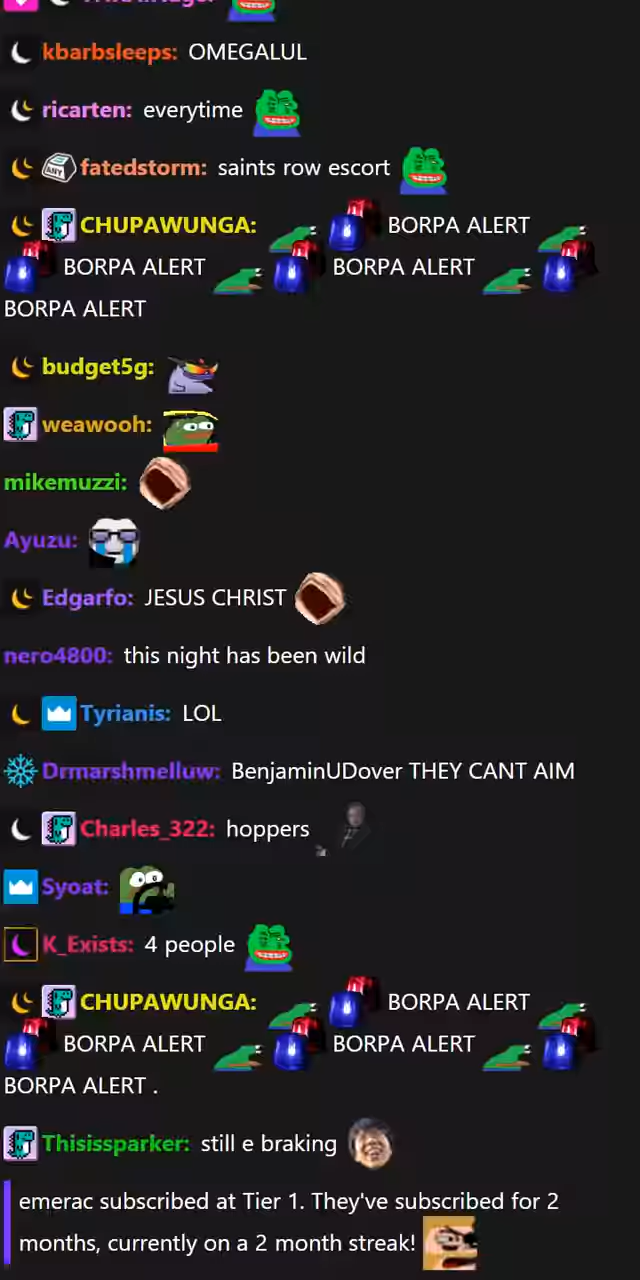 kbarbsleeps: OMEGALUL
ricarten: everytime
ANY fatedstorm: saints row escort
CHUPAWUNGA: BORPA ALERT
BORPA ALERT BORPA ALERT
BORPA ALERT
budget5g:
weawooh:
mikemuzzi:
Ayuzu:
Edgarfo: JESUS CHRIST
nero4800: this night has been wild
Tyrianis: LOL
Drmarshmelluw: BenjaminUDover THEY CANT AIM
Charles_322: hoppers
Syoat:
K_Exists: 4 people
CHUPAWUNGA: BORPA ALERT
BORPA ALERT BORPA ALERT
BORPA ALERT .
Thisissparker: still e braking
emerac subscribed at Tier 1. They've subscribed for 2
months, currently on a 2 month streak!